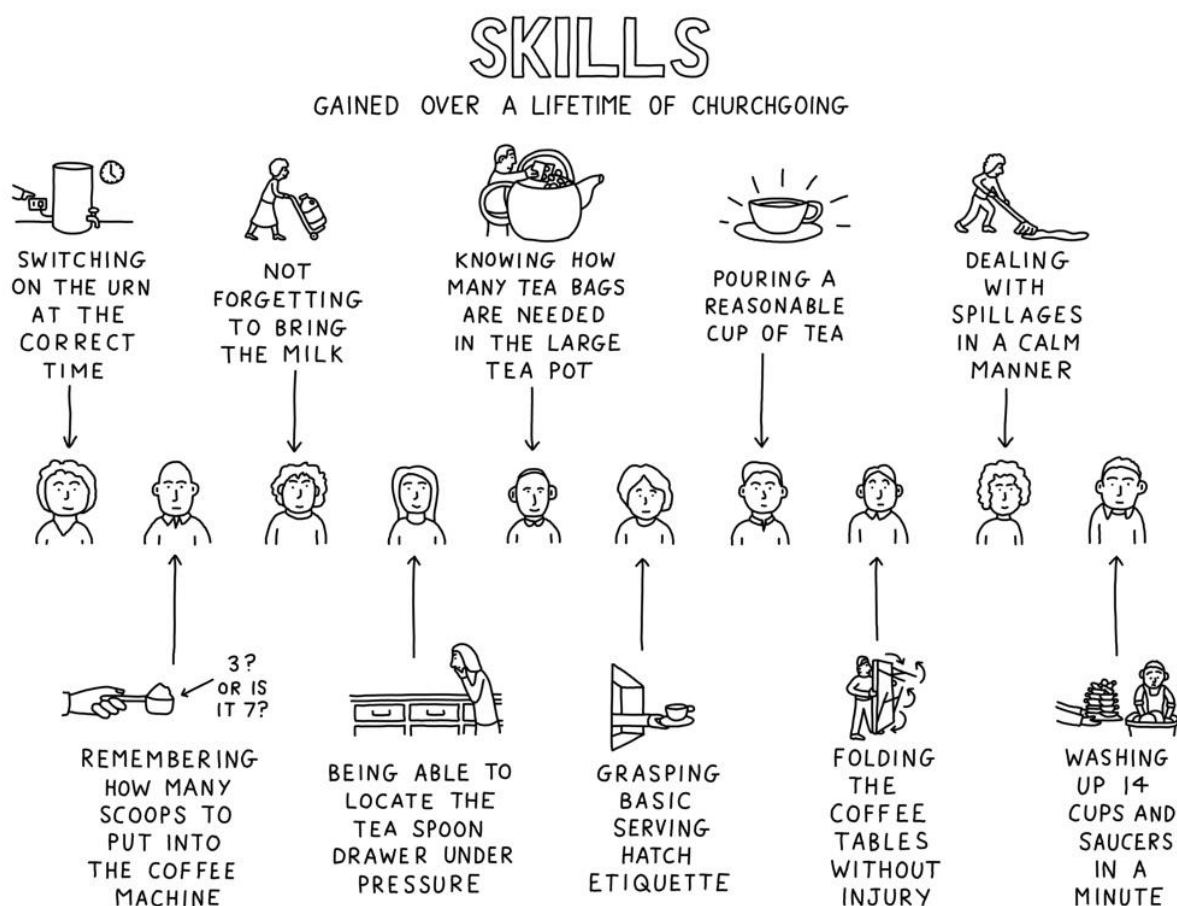 SKILLS
GAINED OVER A LIFETIME OF CHURCHGOING
SWITCHING
ON THE URN
AT THE
CORRECT
TIME
NOT
FORGETTING
TO BRING
THE MILK
KNOWING HOW
MANY TEA BAGS
ARE NEEDED
IN THE LARGE
TEA POT
POURING A
REASONABLE
CUP OF TEA
DEALING
WITH
SPILLAGES
IN A CALM
MANNER
3?
OR IS
IT 7?
REMEMBERING
HOW MANY
SCOOPS TO
PUT INTO
THE COFFEE
MACHINE
BEING ABLE TO
LOCATE THE
TEA SPOON
DRAWER UNDER
PRESSURE
GRASPING
BASIC
SERVING
HATCH
ETIQUETTE
FOLDING
THE
COFFEE
TABLES
WITHOUT
INJURY
WASHING
UP 14
CUPS AND
SAUCERS
IN A
MINUTE